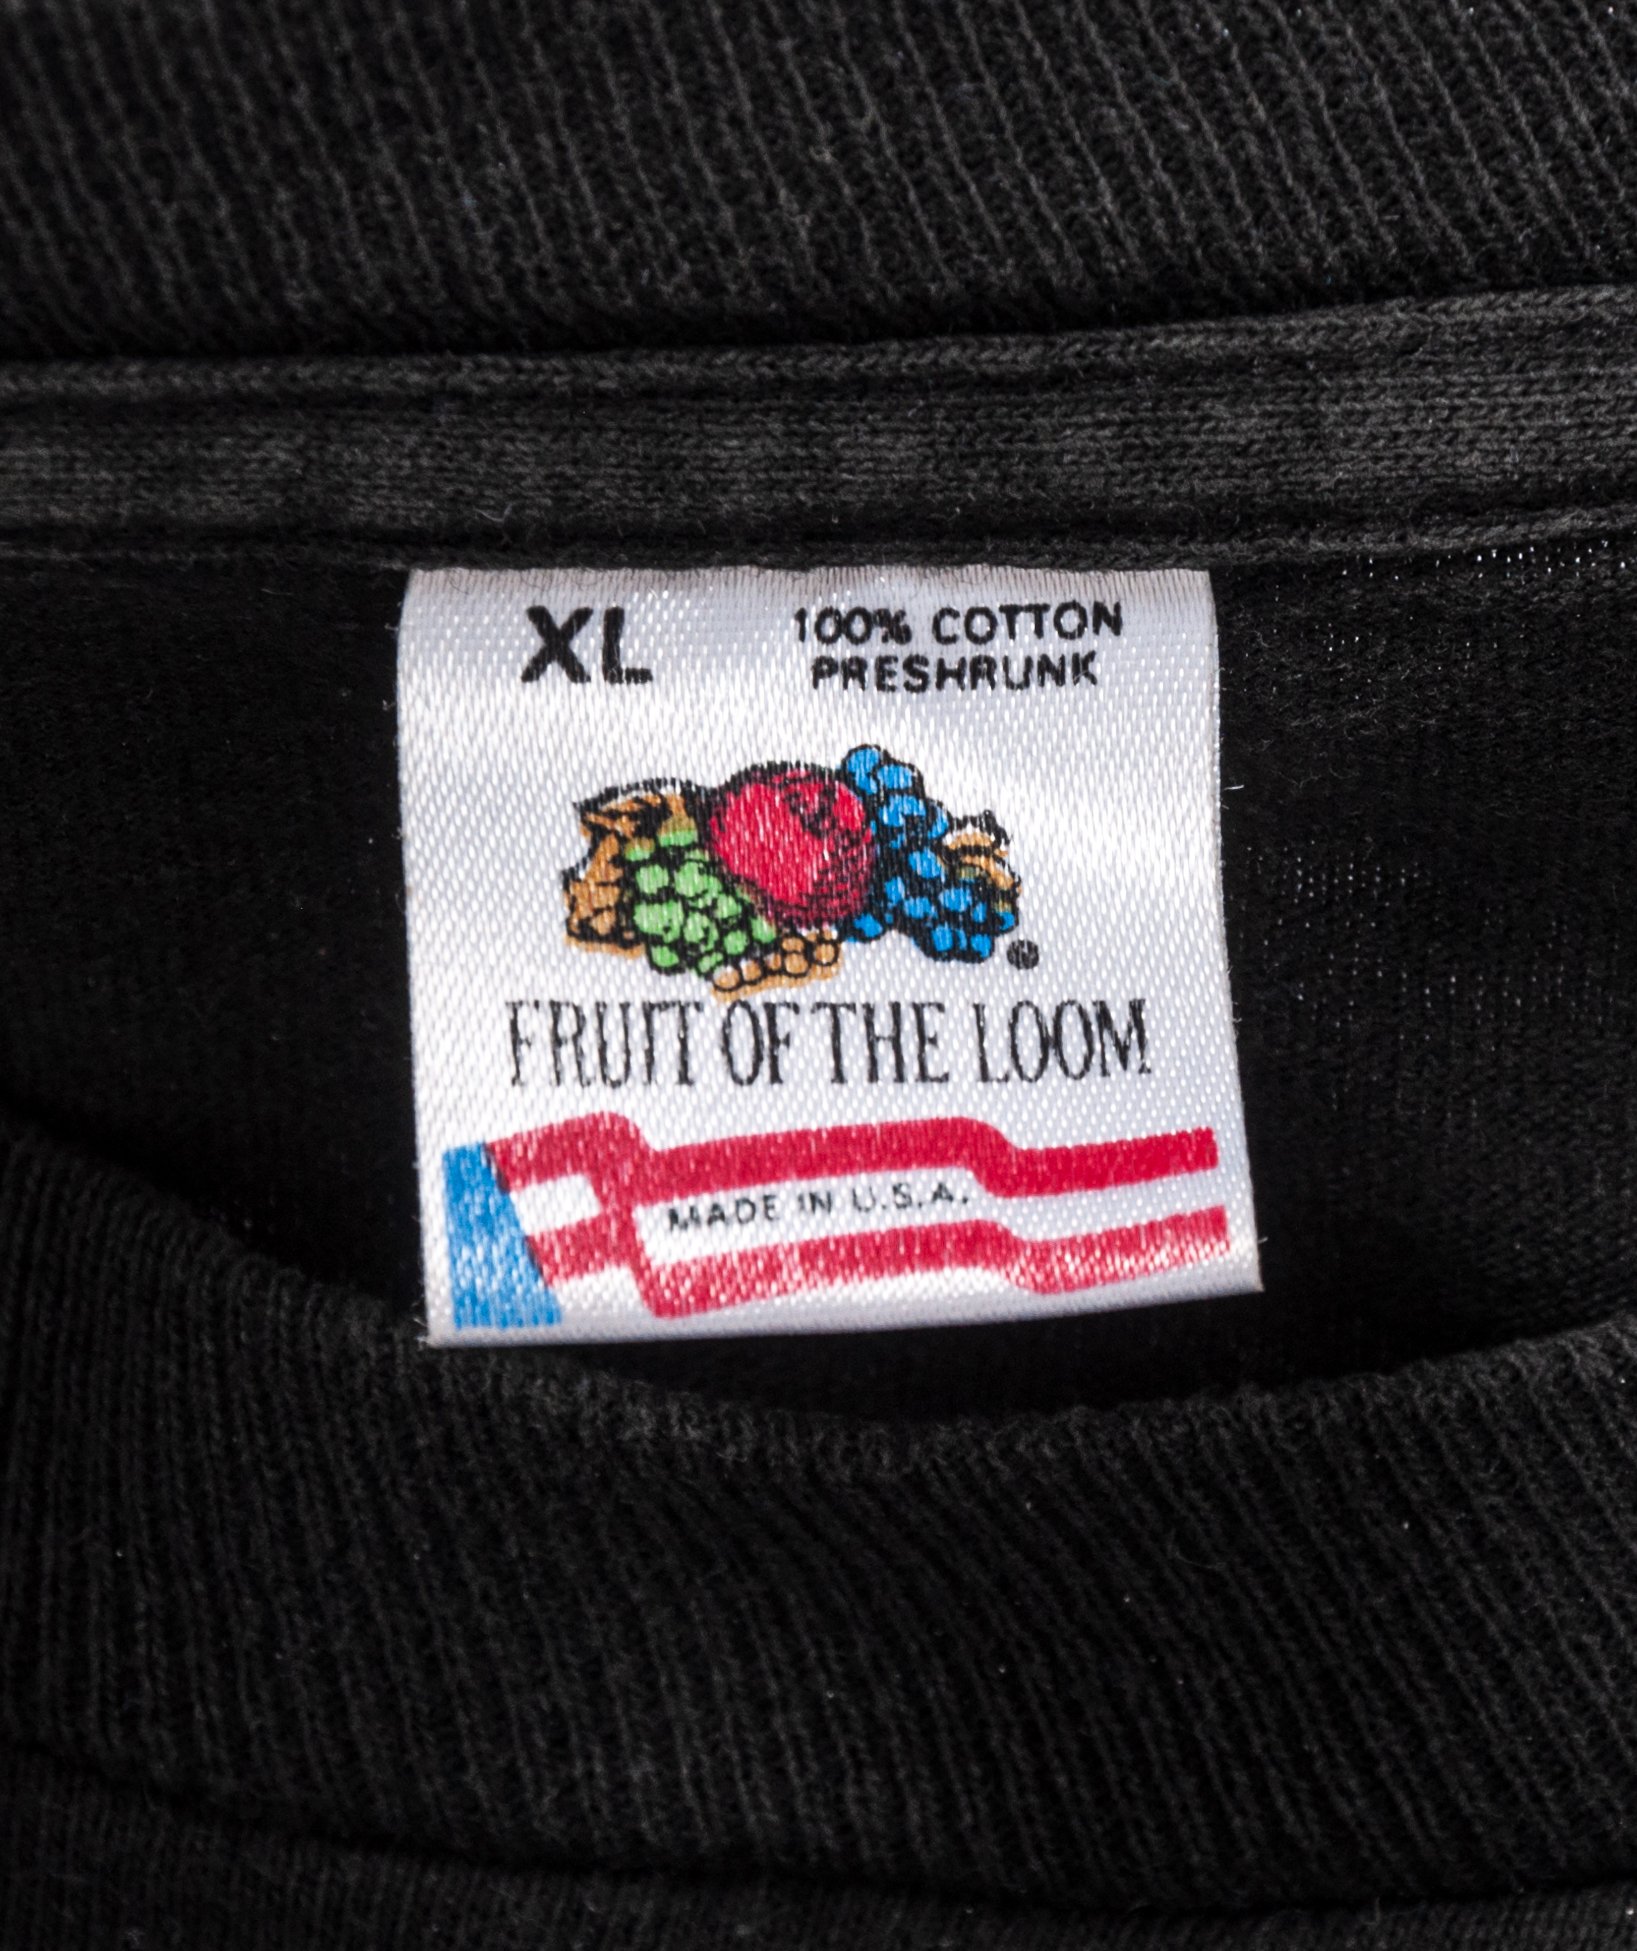 XL
100% COTTON
PRESHRUNK
®
FRUIT OF THE LOOM
MADE IN U.S.A.